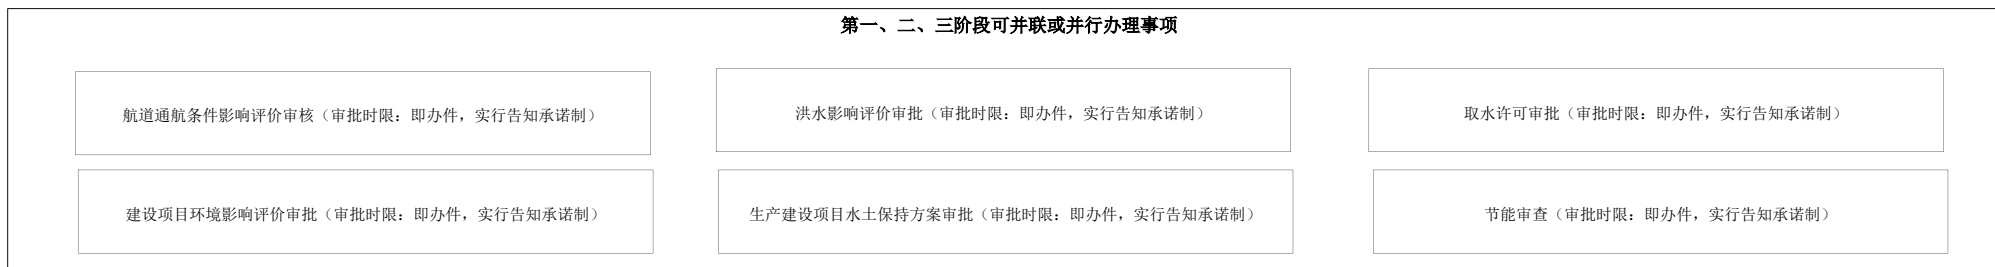 第一、二、三阶段可并联或并行办理事项
航道通航条件影响评价审核（审批时限：即办件，实行告知承诺制）
洪水影响评价审批（审批时限：即办件，实行告知承诺制）
取水许可审批（审批时限：即办件，实行告知承诺制）
建设项目环境影响评价审批（审批时限：即办件，实行告知承诺制）
生产建设项目水土保持方案审批（审批时限：即办件，实行告知承诺制）
节能审查（审批时限：即办件，实行告知承诺制）